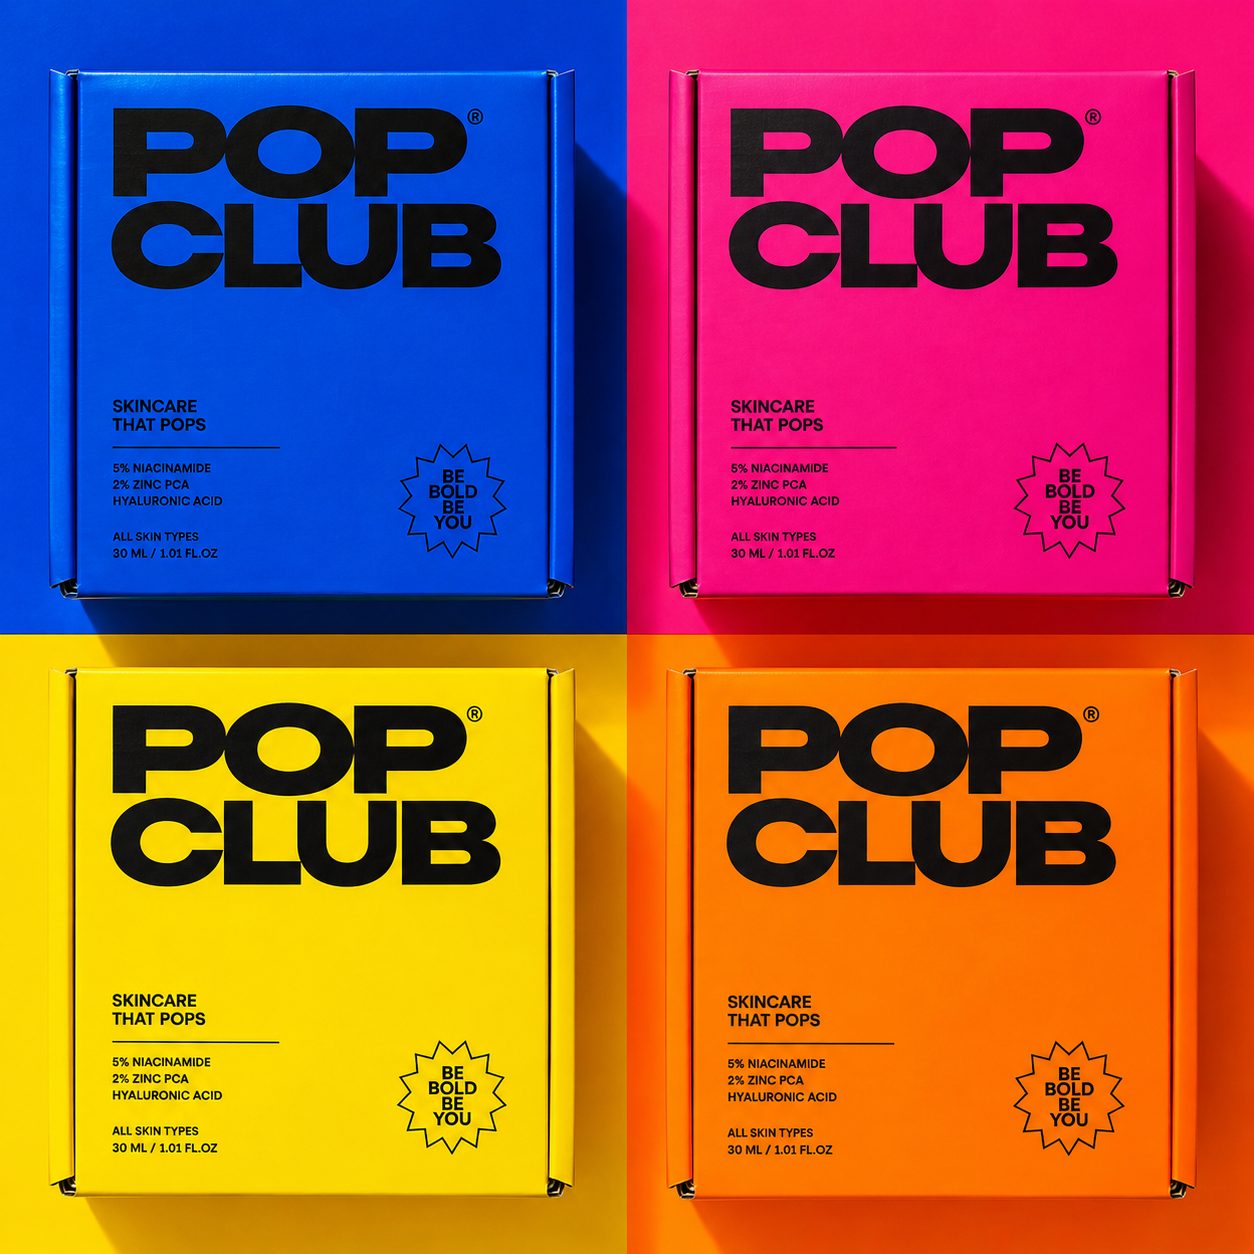 POP®
CLUB
SKINCARE
THAT POPS
5% NIACINAMIDE
2% ZINC PCA
HYALURONIC ACID
ALL SKIN TYPES
30 ML / 1.01 FL.OZ
BE
BOLD
BE
YOU
POP®
CLUB
SKINCARE
THAT POPS
5% NIACINAMIDE
2% ZINC PCA
HYALURONIC ACID
ALL SKIN TYPES
30 ML / 1.01 FL.OZ
BE
BOLD
BE
YOU
POP®
CLUB
SKINCARE
THAT POPS
5% NIACINAMIDE
2% ZINC PCA
HYALURONIC ACID
ALL SKIN TYPES
30 ML / 1.01 FL.OZ
BE
BOLD
BE
YOU
POP®
CLUB
SKINCARE
THAT POPS
5% NIACINAMIDE
2% ZINC PCA
HYALURONIC ACID
ALL SKIN TYPES
30 ML / 1.01 FL.OZ
BE
BOLD
BE
YOU